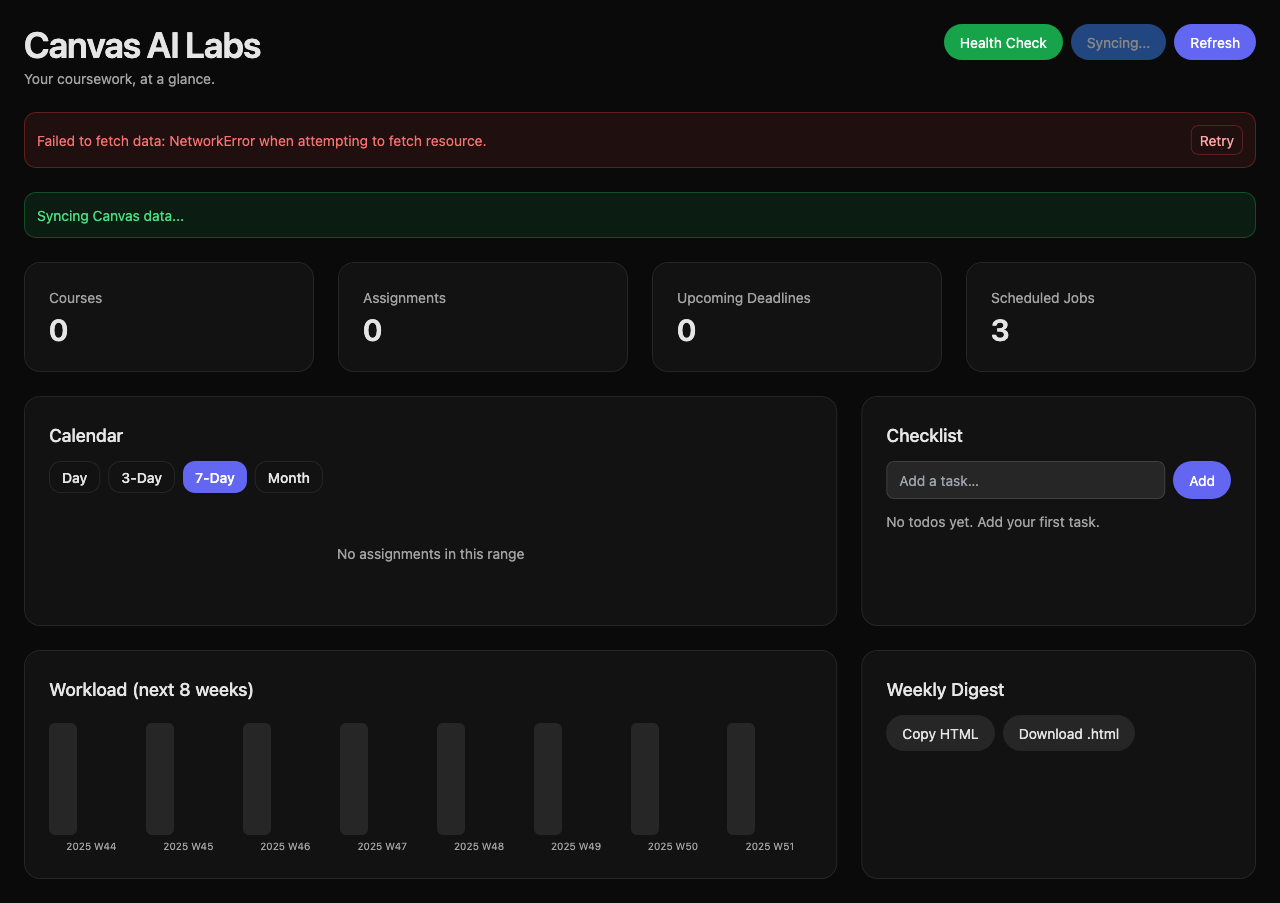 Canvas AI Labs
Health Check
Syncing...
Refresh
Your coursework, at a glance.
Failed to fetch data: NetworkError when attempting to fetch resource.
Retry
Syncing Canvas data...
Courses
0
Assignments
0
Upcoming Deadlines
0
Scheduled Jobs
3
Calendar
Day
3-Day
7-Day
Month
No assignments in this range
Checklist
Add a task...
Add
No todos yet. Add your first task.
Workload (next 8 weeks)
2025 W44
2025 W45
2025 W46
2025 W47
2025 W48
2025 W49
2025 W50
2025 W51
Weekly Digest
Copy HTML
Download .html